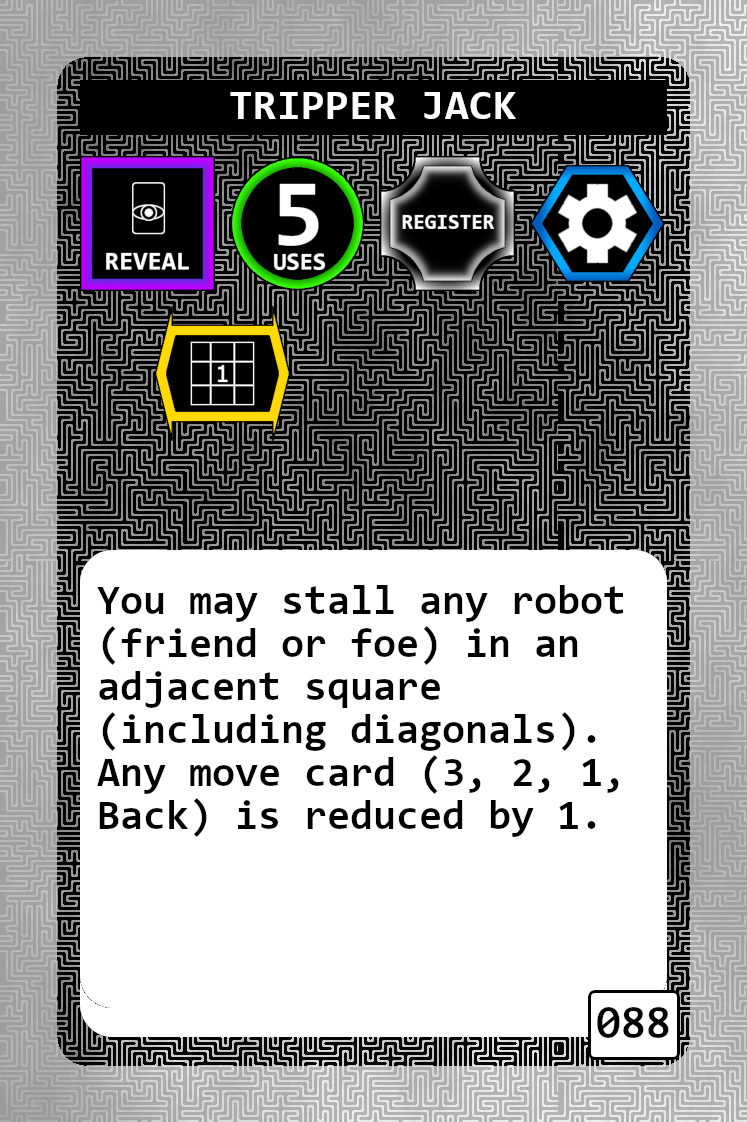 TRIPPER JACK
REVEAL
5
USES
REGISTER
1
You may stall any robot
(friend or foe) in an
adjacent square
(including diagonals).
Any move card (3, 2, 1,
Back) is reduced by 1.
088